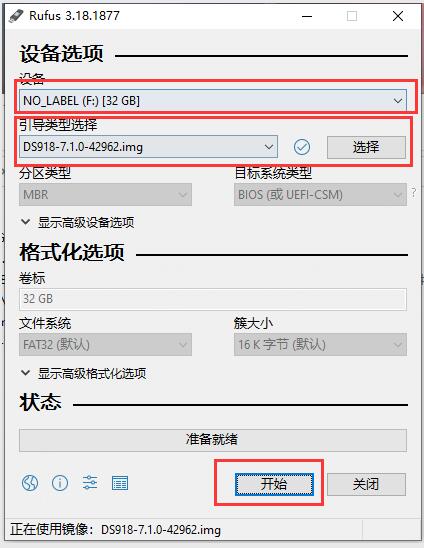 Rufus 3.18.1877
设备选项
设备
NO_LABEL (F:) [32 GB]
引导类型选择
DS918-7.1.0-42962.img
选择
分区类型
目标系统类型
MBR
BIOS (或 UEFI-CSM)
?
显示高级设备选项
格式化选项
卷标
32 GB
文件系统
簇大小
FAT32 (默认)
16 K 字节 (默认)
显示高级格式化选项
状态
准备就绪
开始
关闭
正在使用镜像：DS918-7.1.0-42962.img